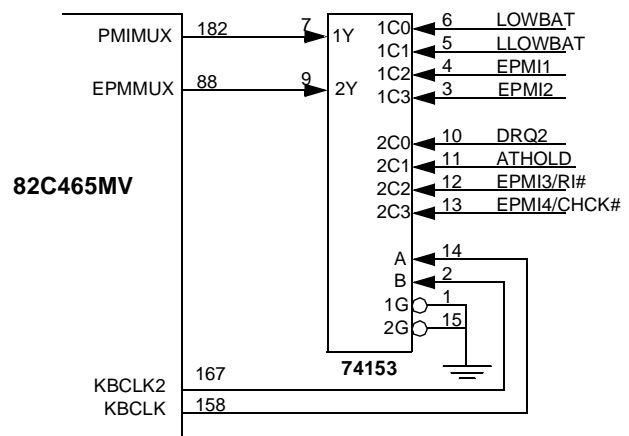 PMIMUX 182 7 1Y 1C0 6 LOWBAT
1C1 5 LLOWBAT
EPMMUX 88 9 2Y 1C2 4 EPMI1
1C3 3 EPMI2
2C0 10 DRQ2
2C1 11 ATHOLD
82C465MV 2C2 12 EPMI3/RI#
2C3 13 EPMI4/CHCK#
A 14
B 2
1G 1
2G 15
74153
KBCLK2 167
KBCLK 158